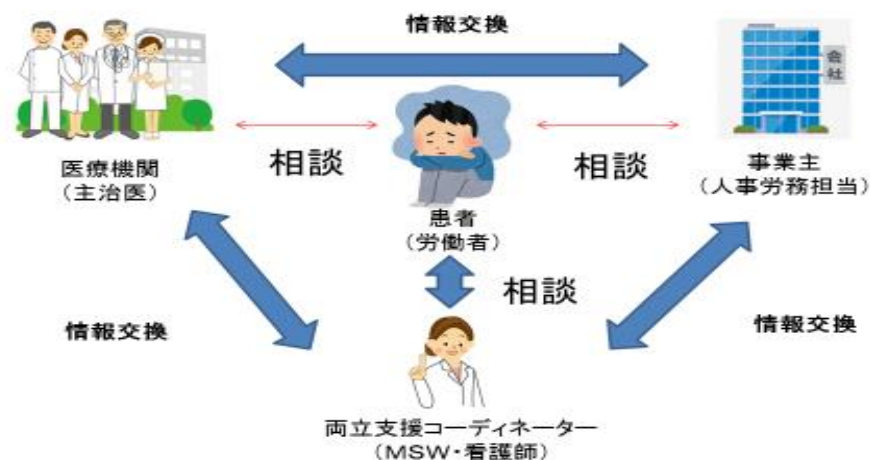 情報交換
会社
医療機関
(主治医)
相談
相談
事業主
(人事労務担当)
患者
(労働者)
相談
情報交換
情報交換
両立支援コーディネーター
(MSW・看護師)